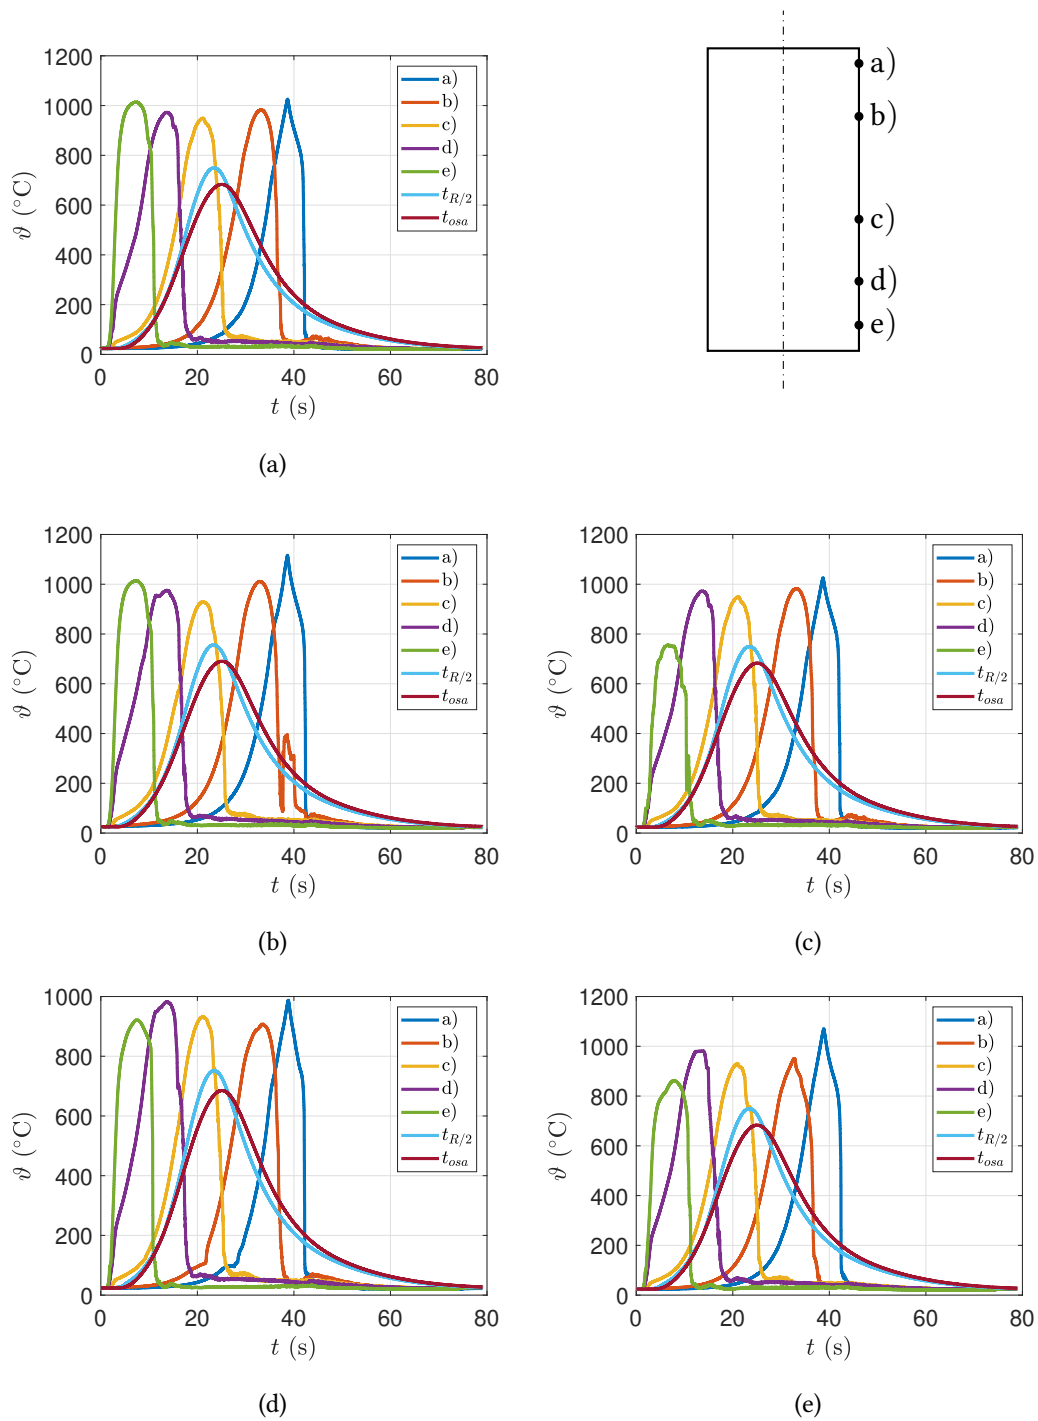 1200
1000
800
600
400
200
0
0 20 40 60 80
ϑ (°C)
t (s)
a)
b)
c)
d)
e)
t_{R/2}
t_{osa}
(a)
a)
b)
c)
d)
e)
1200
1000
800
600
400
200
0
0 20 40 60 80
ϑ (°C)
t (s)
a)
b)
c)
d)
e)
t_{R/2}
t_{osa}
(b)
1200
1000
800
600
400
200
0
0 20 40 60 80
ϑ (°C)
t (s)
a)
b)
c)
d)
e)
t_{R/2}
t_{osa}
(c)
1000
800
600
400
200
0
0 20 40 60 80
ϑ (°C)
t (s)
a)
b)
c)
d)
e)
t_{R/2}
t_{osa}
(d)
1200
1000
800
600
400
200
0
0 20 40 60 80
ϑ (°C)
t (s)
a)
b)
c)
d)
e)
t_{R/2}
t_{osa}
(e)